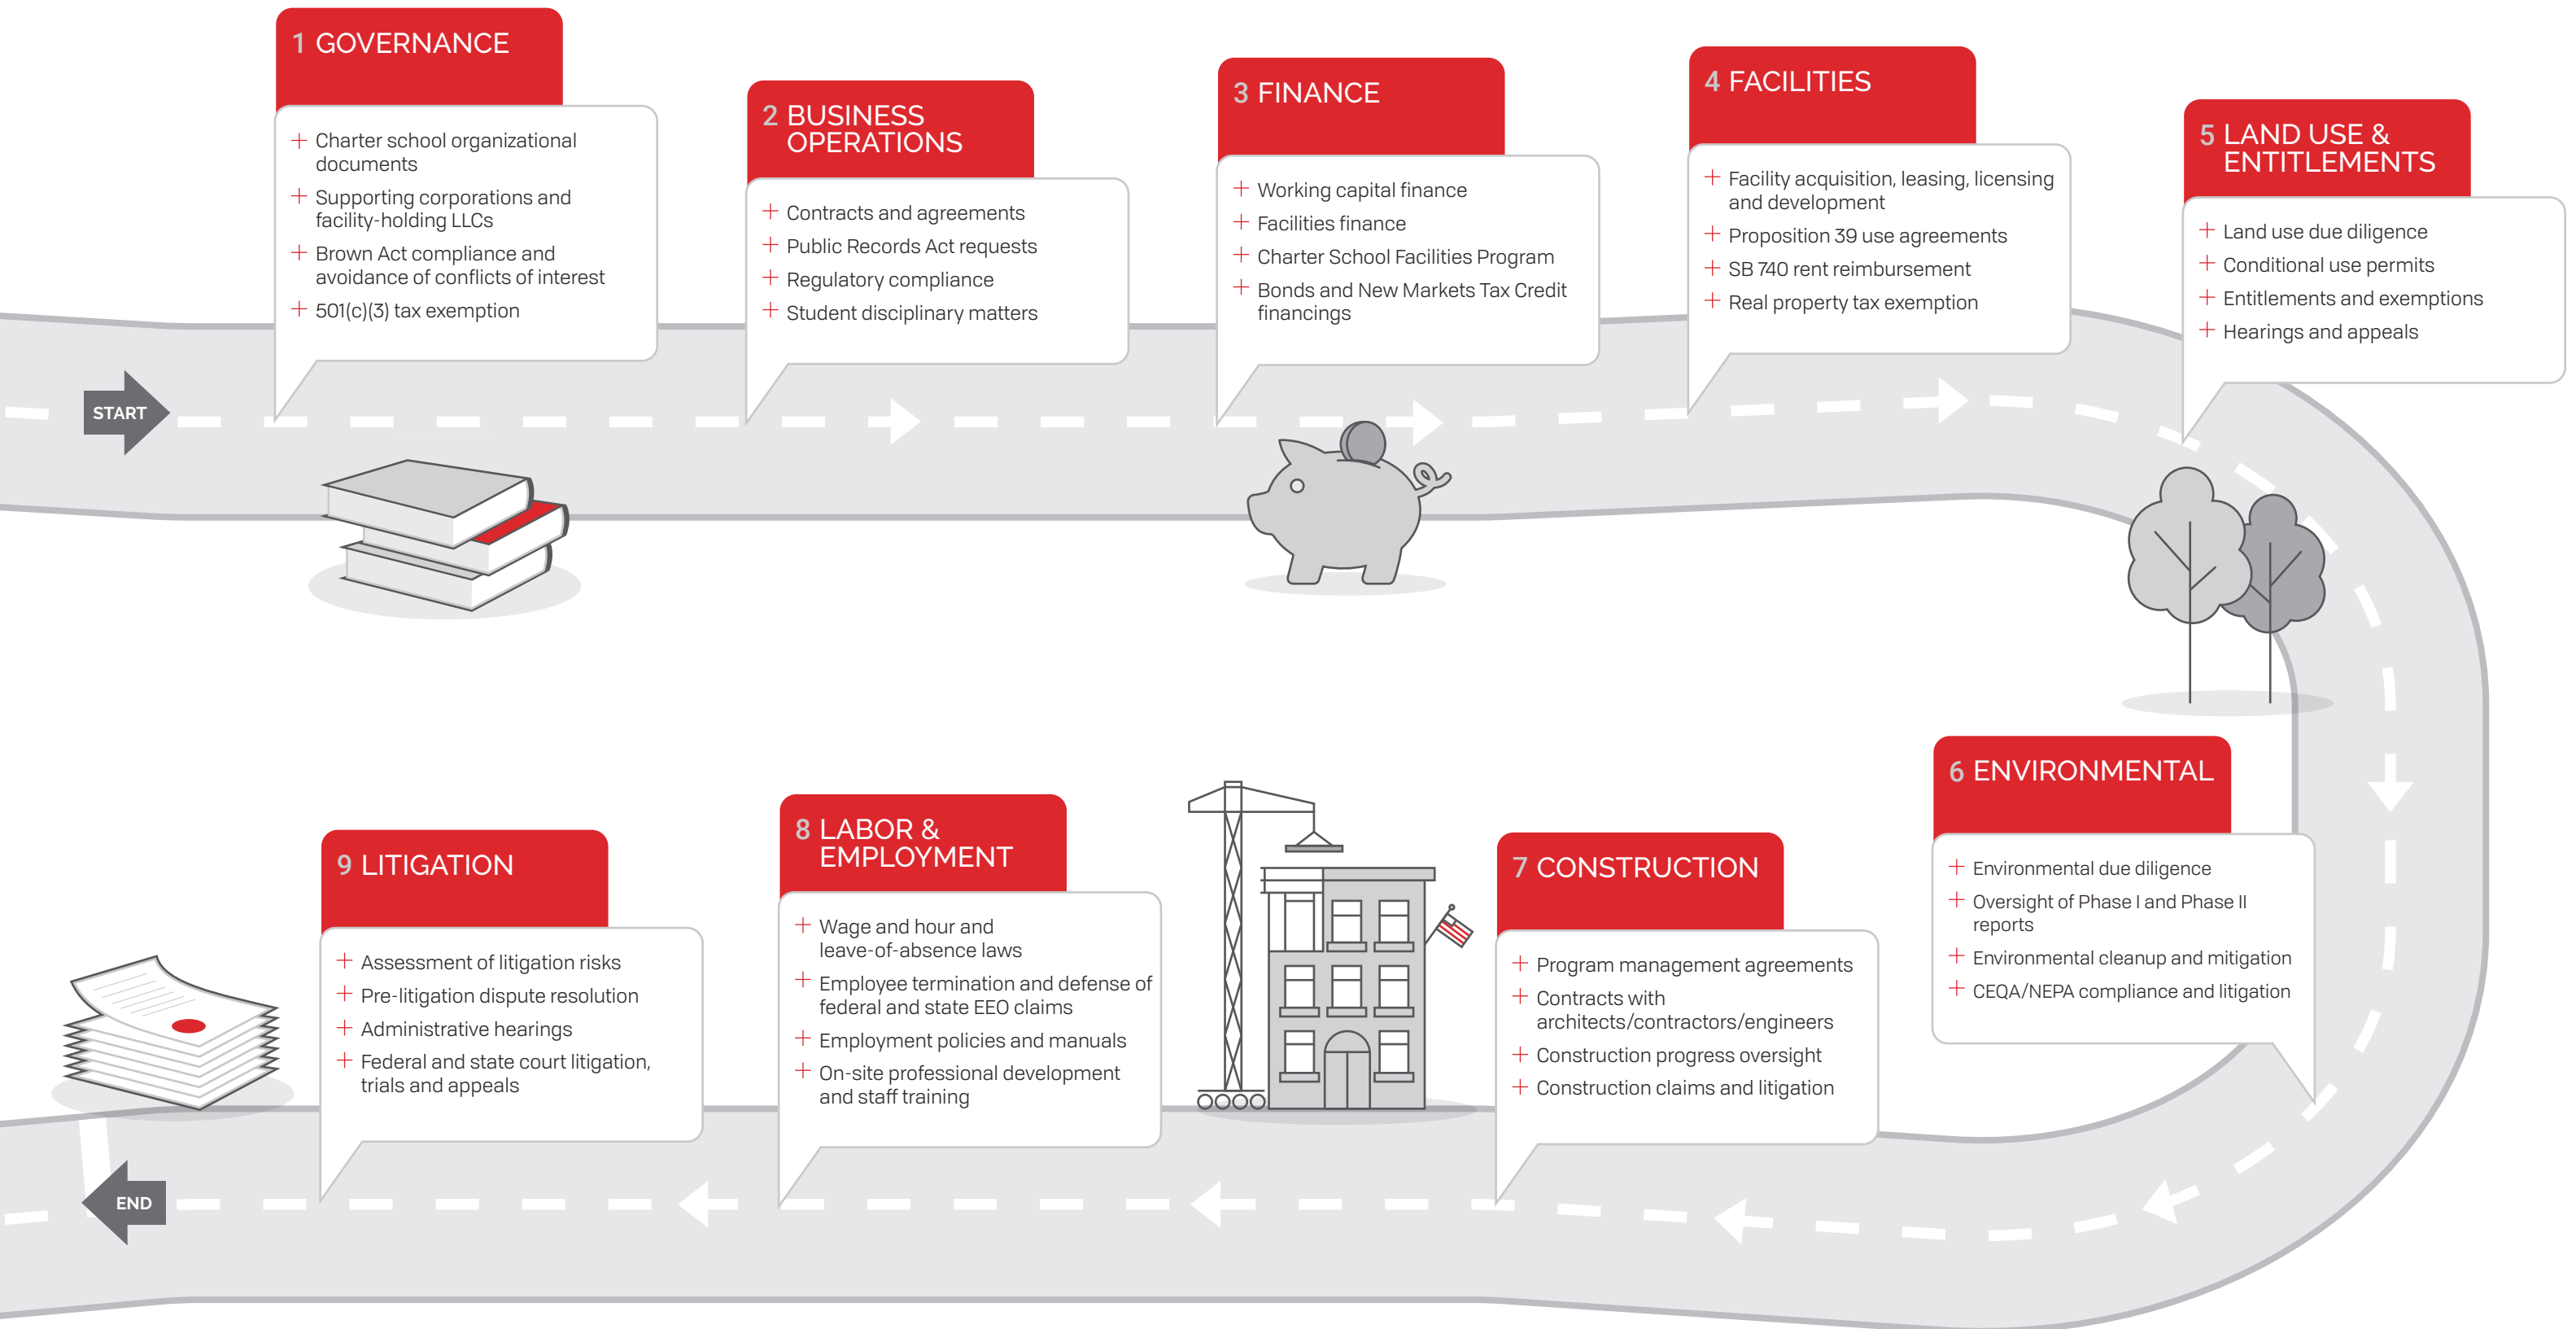 START
1 GOVERNANCE
Charter school organizational
documents
Supporting corporations and
facility-holding LLCs
Brown Act compliance and
avoidance of conflicts of interest
501(c)(3) tax exemption
2 BUSINESS
OPERATIONS
Contracts and agreements
Public Records Act requests
Regulatory compliance
Student disciplinary matters
3 FINANCE
Working capital finance
Facilities finance
Charter School Facilities Program
Bonds and New Markets Tax Credit
financings
4 FACILITIES
Facility acquisition, leasing, licensing
and development
Proposition 39 use agreements
SB 740 rent reimbursement
Real property tax exemption
5 LAND USE &
ENTITLEMENTS
Land use due diligence
Conditional use permits
Entitlements and exemptions
Hearings and appeals
6 ENVIRONMENTAL
Environmental due diligence
Oversight of Phase I and Phase II
reports
Environmental cleanup and mitigation
CEQA/NEPA compliance and litigation
7 CONSTRUCTION
Program management agreements
Contracts with
architects/contractors/engineers
Construction progress oversight
Construction claims and litigation
8 LABOR &
EMPLOYMENT
Wage and hour and
leave-of-absence laws
Employee termination and defense of
federal and state EEO claims
Employment policies and manuals
On-site professional development
and staff training
9 LITIGATION
Assessment of litigation risks
Pre-litigation dispute resolution
Administrative hearings
Federal and state court litigation,
trials and appeals
END